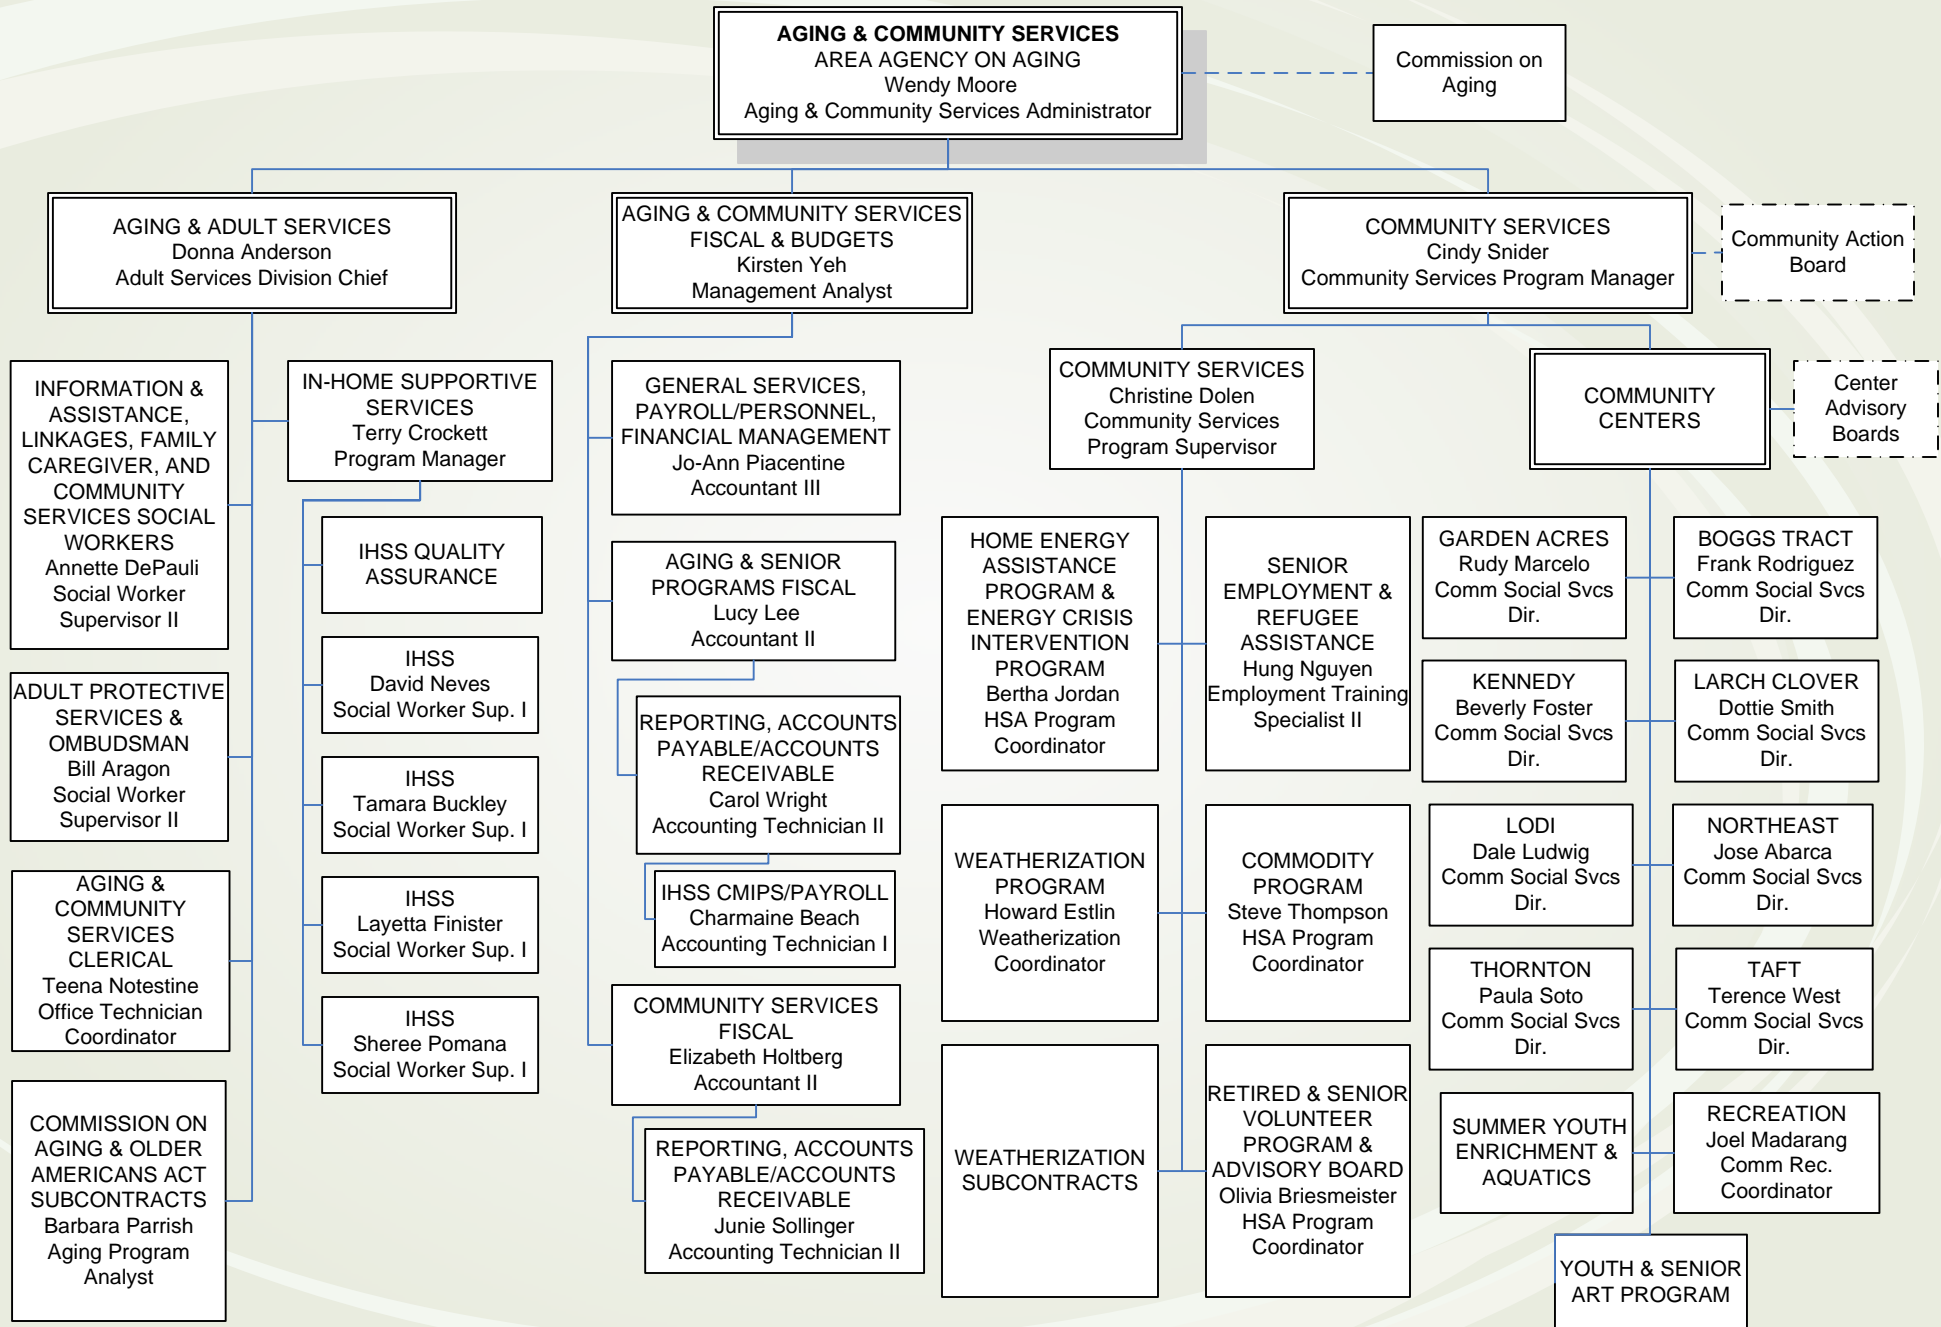 AGING & COMMUNITY SERVICES
AREA AGENCY ON AGING
Wendy Moore
Aging & Community Services Administrator
Commission on
Aging
AGING & ADULT SERVICES
Donna Anderson
Adult Services Division Chief
AGING & COMMUNITY SERVICES
FISCAL & BUDGETS
Kirsten Yeh
Management Analyst
COMMUNITY SERVICES
Cindy Snider
Community Services Program Manager
Community Action
Board
INFORMATION &
ASSISTANCE,
LINKAGES, FAMILY
CAREGIVER, AND
COMMUNITY
SERVICES SOCIAL
WORKERS
Annette DePauli
Social Worker
Supervisor II
ADULT PROTECTIVE
SERVICES &
OMBUDSMAN
Bill Aragon
Social Worker
Supervisor II
AGING &
COMMUNITY
SERVICES
CLERICAL
Teena Notestine
Office Technician
Coordinator
COMMISSION ON
AGING & OLDER
AMERICANS ACT
SUBCONTRACTS
Barbara Parrish
Aging Program
Analyst
IN-HOME SUPPORTIVE
SERVICES
Terry Crockett
Program Manager
IHSS QUALITY
ASSURANCE
IHSS
David Neves
Social Worker Sup. I
IHSS
Tamara Buckley
Social Worker Sup. I
IHSS
Layetta Finister
Social Worker Sup. I
IHSS
Sheree Pomana
Social Worker Sup. I
GENERAL SERVICES,
PAYROLL/PERSONNEL,
FINANCIAL MANAGEMENT
Jo-Ann Piacentine
Accountant III
AGING & SENIOR
PROGRAMS FISCAL
Lucy Lee
Accountant II
REPORTING, ACCOUNTS
PAYABLE/ACCOUNTS
RECEIVABLE
Carol Wright
Accounting Technician II
IHSS CMIPS/PAYROLL
Charmaine Beach
Accounting Technician I
COMMUNITY SERVICES
FISCAL
Elizabeth Holtberg
Accountant II
REPORTING, ACCOUNTS
PAYABLE/ACCOUNTS
RECEIVABLE
Junie Sollinger
Accounting Technician II
COMMUNITY SERVICES
Christine Dolen
Community Services
Program Supervisor
HOME ENERGY
ASSISTANCE
PROGRAM &
ENERGY CRISIS
INTERVENTION
PROGRAM
Bertha Jordan
HSA Program
Coordinator
SENIOR
EMPLOYMENT &
REFUGEE
ASSISTANCE
Hung Nguyen
Employment Training
Specialist II
WEATHERIZATION
PROGRAM
Howard Estlin
Weatherization
Coordinator
COMMODITY
PROGRAM
Steve Thompson
HSA Program
Coordinator
WEATHERIZATION
SUBCONTRACTS
RETIRED & SENIOR
VOLUNTEER
PROGRAM &
ADVISORY BOARD
Olivia Briesmeister
HSA Program
Coordinator
COMMUNITY
CENTERS
Center
Advisory
Boards
GARDEN ACRES
Rudy Marcelo
Comm Social Svcs
Dir.
BOGGS TRACT
Frank Rodriguez
Comm Social Svcs
Dir.
KENNEDY
Beverly Foster
Comm Social Svcs
Dir.
LARCH CLOVER
Dottie Smith
Comm Social Svcs
Dir.
LODI
Dale Ludwig
Comm Social Svcs
Dir.
NORTHEAST
Jose Abarca
Comm Social Svcs
Dir.
THORNTON
Paula Soto
Comm Social Svcs
Dir.
TAFT
Terence West
Comm Social Svcs
Dir.
SUMMER YOUTH
ENRICHMENT &
AQUATICS
RECREATION
Joel Madarang
Comm Rec.
Coordinator
YOUTH & SENIOR
ART PROGRAM